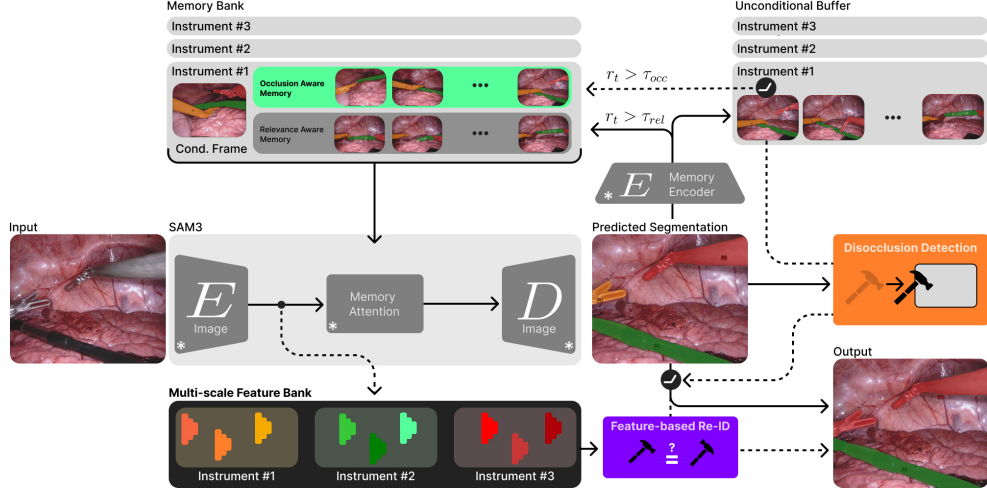 Memory Bank
Instrument #3
Instrument #2
Instrument #1
Occlusion Aware
Memory
•••
Relevance Aware
Memory
•••
Cond. Frame
r_t > τ_occ
r_t > τ_rel
Unconditional Buffer
Instrument #3
Instrument #2
Instrument #1
•••
E
Memory
Encoder
*
Input
SAM3
E
Image
*
Memory
Attention
*
D
Image
*
Predicted Segmentation
Disocclusion Detection
Multi-scale Feature Bank
Instrument #1
Instrument #2
Instrument #3
Feature-based Re-ID
?
=
Output